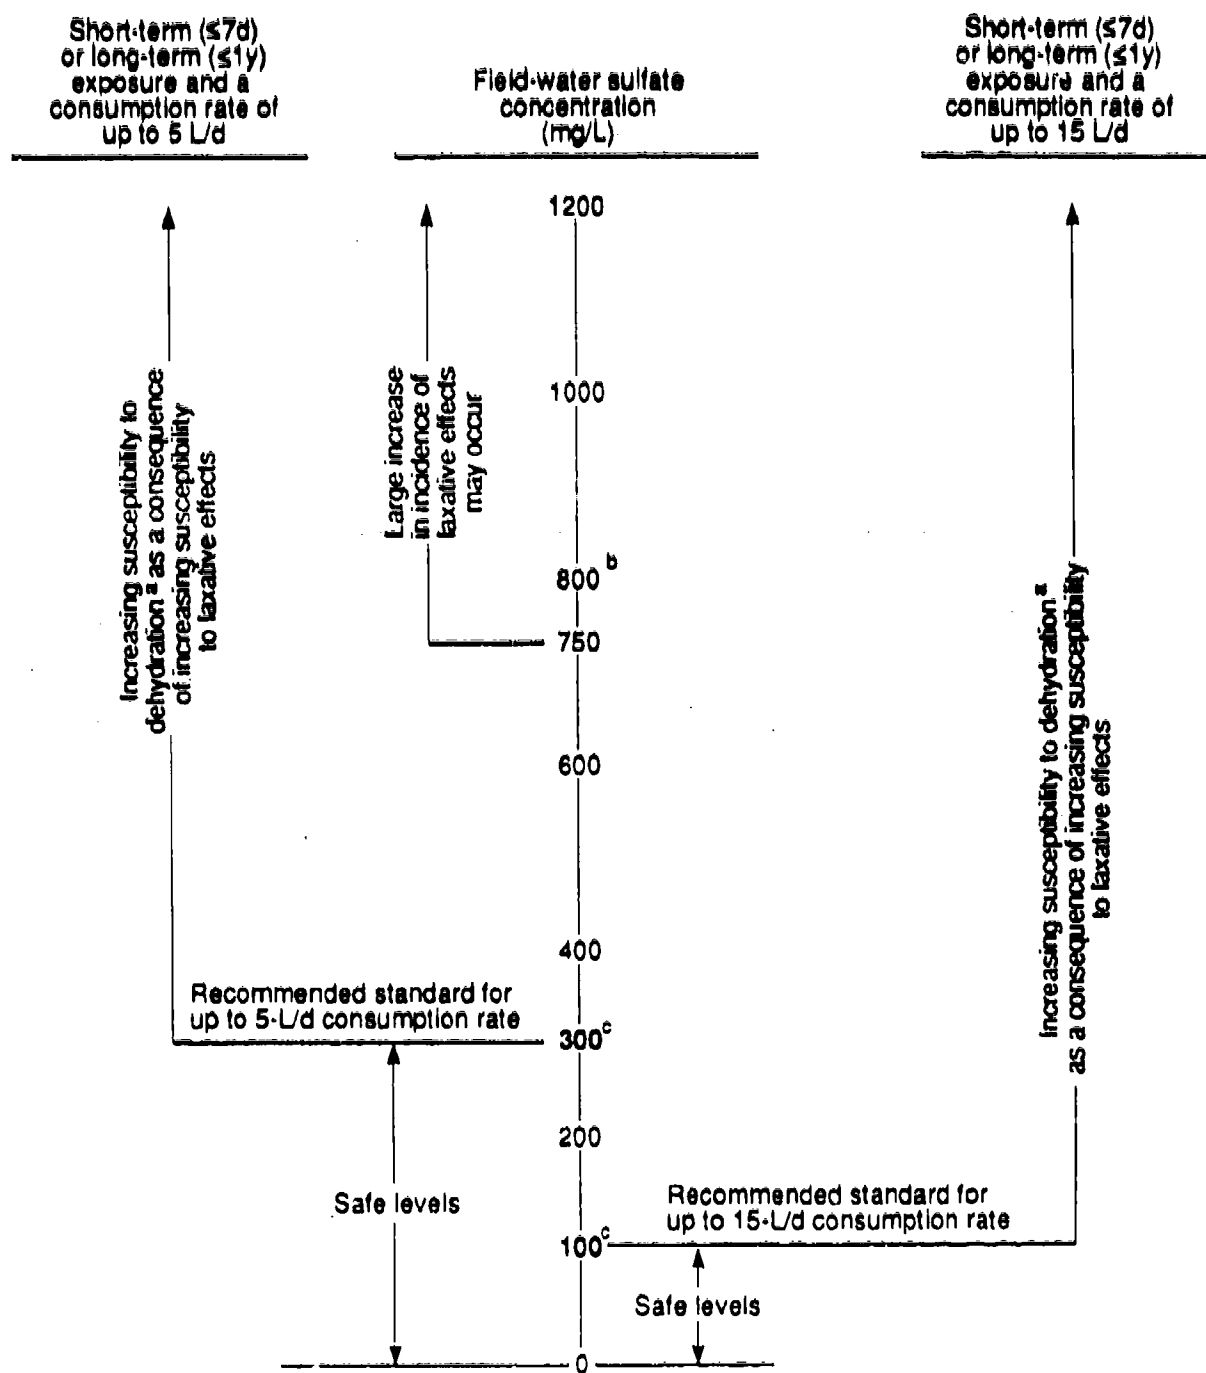 Short-term (≤7d)
or long-term (≤1y)
exposure and a
consumption rate of
up to 5 L/d
Field-water sulfate
concentration
(mg/L)
Short-term (≤7d)
or long-term (≤1y)
exposure and a
consumption rate of
up to 15 L/d
1200
1000
800 b
750
600
400
300 c
200
100 c
0
Increasing susceptibility to
dehydration a as a consequence
of increasing susceptibility
to laxative effects
Large increase
in incidence of
laxative effects
may occur
Increasing susceptibility to dehydration a
as a consequence of increasing susceptibility
to laxative effects
Recommended standard for
up to 5-L/d consumption rate
Safe levels
Recommended standard for
up to 15-L/d consumption rate
Safe levels